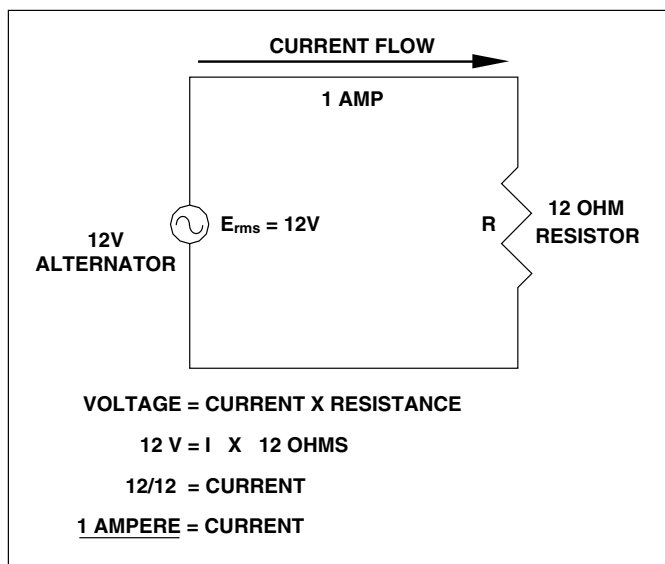 CURRENT FLOW
1 AMP
12V
ALTERNATOR
Erms = 12V
R
12 OHM
RESISTOR
VOLTAGE = CURRENT X RESISTANCE
12 V = I X 12 OHMS
12/12 = CURRENT
1 AMPERE = CURRENT